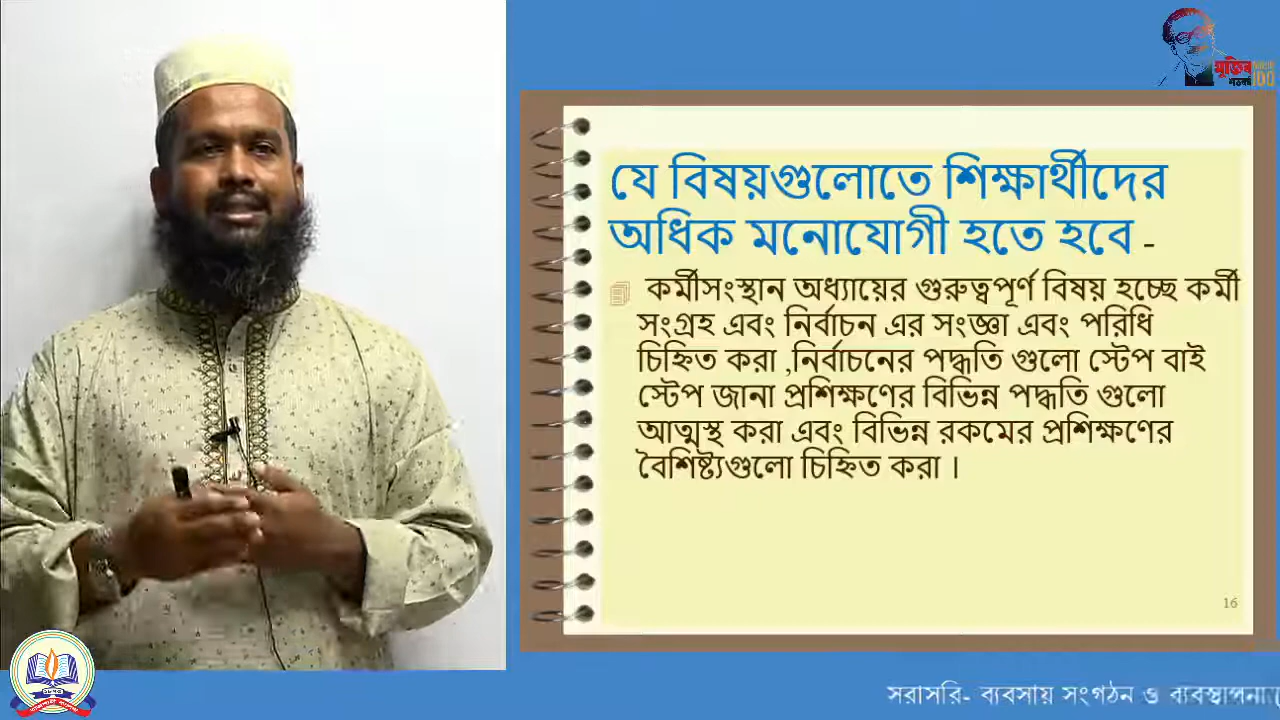 মুজিব
শতবর্ষ
100
যে বিষয়গুলোতে শিক্ষার্থীদের
অধিক মনোযোগী হতে হবে -
কর্মীসংস্থান অধ্যায়ের গুরুত্বপূর্ণ বিষয় হচ্ছে কর্মী
সংগ্রহ এবং নির্বাচন এর সংজ্ঞা এবং পরিধি
চিহ্নিত করা ,নির্বাচনের পদ্ধতি গুলো স্টেপ বাই
স্টেপ জানা প্রশিক্ষণের বিভিন্ন পদ্ধতি গুলো
আত্মস্থ করা এবং বিভিন্ন রকমের প্রশিক্ষণের
বৈশিষ্ট্যগুলো চিহ্নিত করা ।
16
সরাসরি- ব্যবসায় সংগঠন ও ব্যবস্থাপনা (